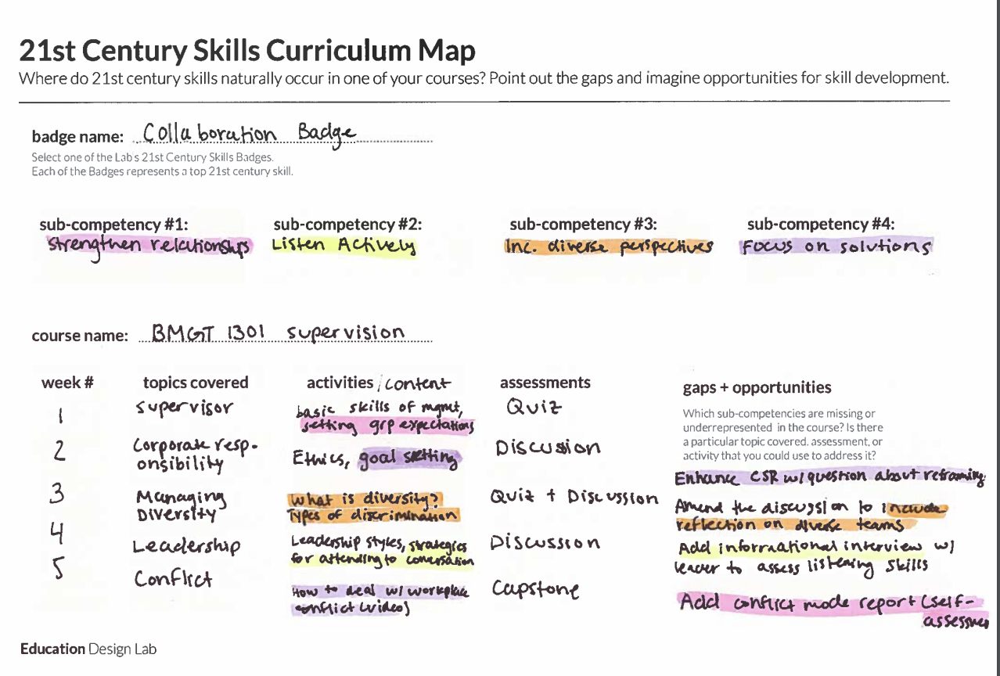 21st Century Skills Curriculum Map
Where do 21st century skills naturally occur in one of your courses? Point out the gaps and imagine opportunities for skill development.
badge name: Collaboration Badge
Select one of the Lab's 21st Century Skills Badges.
Each of the Badges represents a top 21st century skill.
sub-competency #1: sub-competency #2: sub-competency #3: sub-competency #4:
Strengthen relationships Listen Actively Inc. diverse perspectives Focus on solutions
course name: BMGT 1301 supervision
week # topics covered activities / content assessments gaps + opportunities
1 supervisor basic skills of mgmt, Quiz
setting grp expectations
Which sub-competencies are missing or
underrepresented in the course? Is there
a particular topic covered. assessment, or
activity that you could use to address it?
2 Corporate resp- Ethics, goal setting Discussion
onsibility
Enhance CSR w/ question about reframing
3 Managing What is diversity? Quiz + Discussion Amend the discussion to include
Diversity Types of discrimination reflection on diverse teams
4 Leadership Leadership styles, strategies Discussion Add informational interview w/
for attending to conversation leader to assess listening skills
5 Conflict How to deal w/ workplace Capstone
conflict (video) Add conflict mode report (self-
Education Design Lab